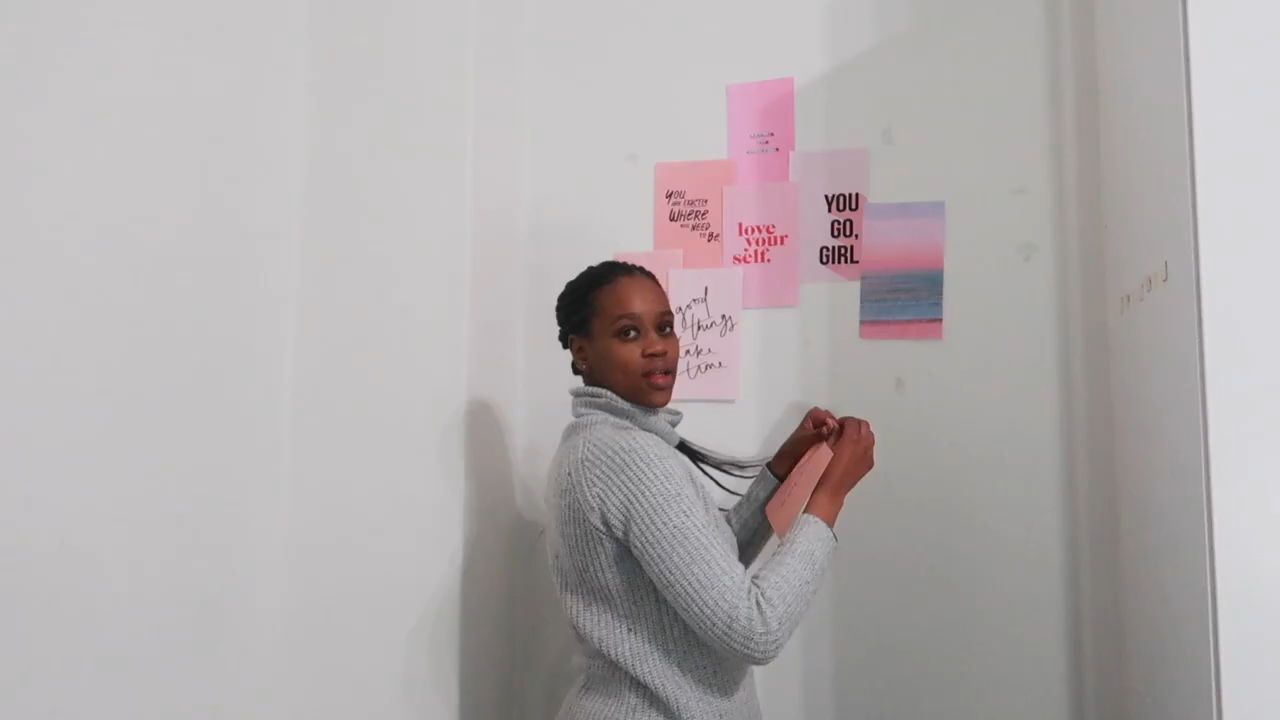 YOU
ARE EXACTLY
WHERE
YOU NEED
TO BE.
love
your
self.
YOU
GO,
GIRL
good
things
take
time